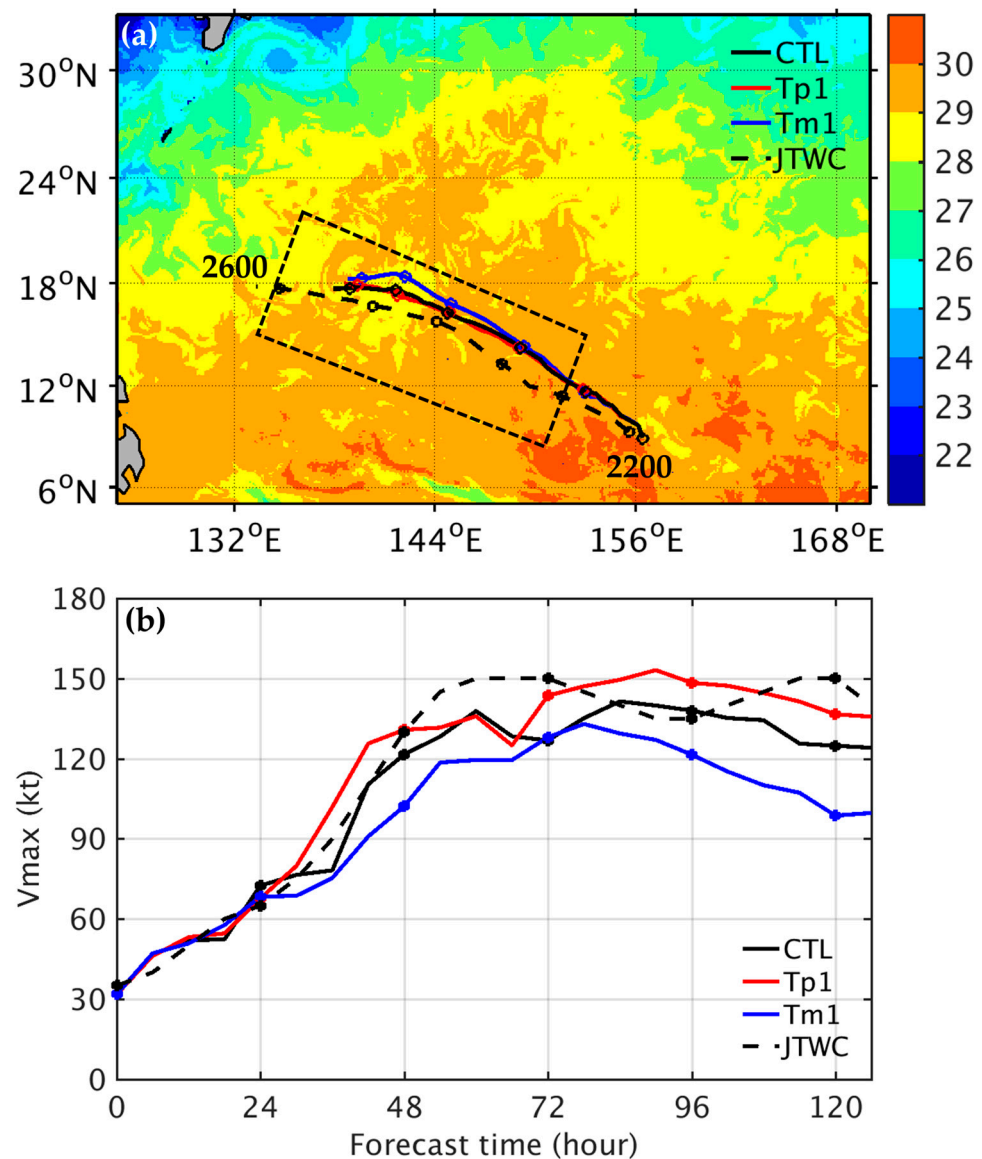 (a)
CTL
Tp1
Tm1
JTWC
30°N
24°N
18°N
12°N
6°N
2600
2200
132°E
144°E
156°E
168°E
30
29
28
27
26
25
24
23
22
(b)
180
150
120
90
60
30
0
Vmax (kt)
CTL
Tp1
Tm1
JTWC
0
24
48
72
96
120
Forecast time (hour)